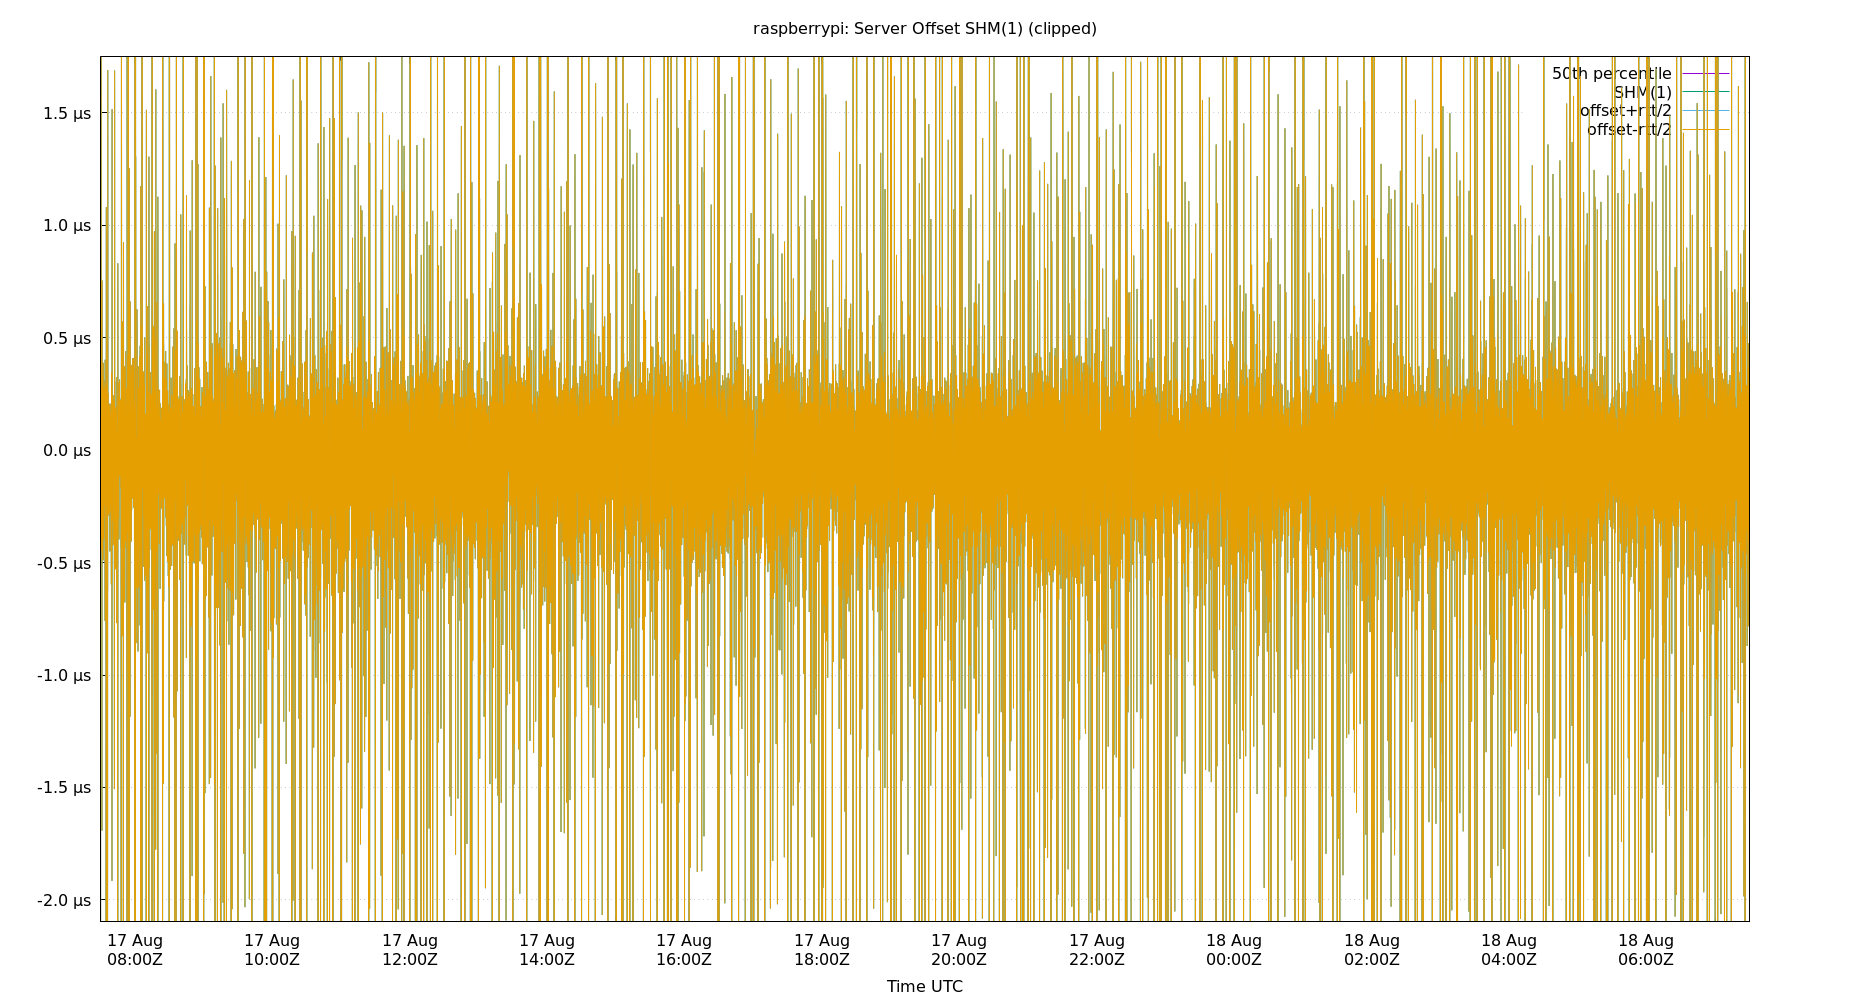 raspberrypi: Server Offset SHM(1) (clipped)
50th percentile
SHM(1)
offset+rtt/2
offset-rtt/2
1.5 µs
1.0 µs
0.5 µs
0.0 µs
-0.5 µs
-1.0 µs
-1.5 µs
-2.0 µs
17 Aug 17 Aug 17 Aug 17 Aug 17 Aug 17 Aug 17 Aug 17 Aug 18 Aug 18 Aug 18 Aug 18 Aug
08:00Z 10:00Z 12:00Z 14:00Z 16:00Z 18:00Z 20:00Z 22:00Z 00:00Z 02:00Z 04:00Z 06:00Z
Time UTC